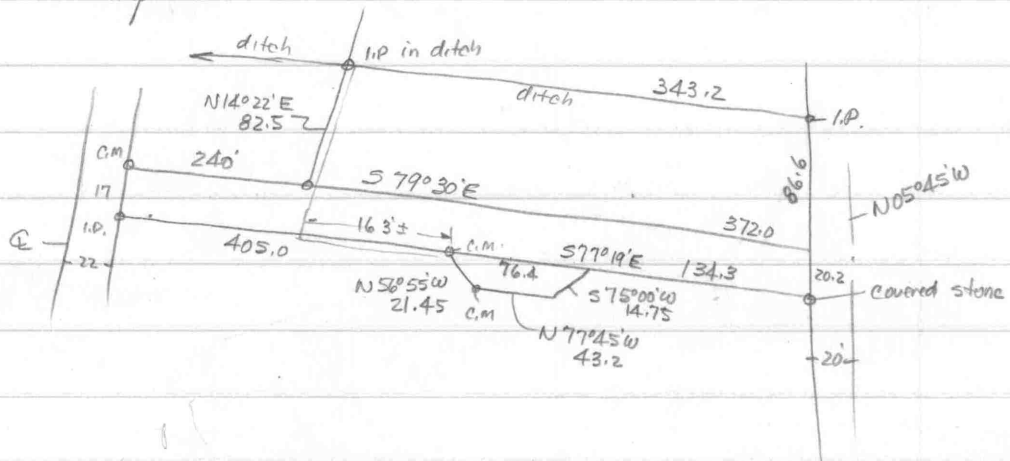 ditch
I.P in ditch
ditch
343.2
I.P.
N14°22'E
82.5
C.M
240'
S 79°30'E
372.0
86.6
N05°45'W
17
I.P.
22
405.0
163'±
C.M.
S77°19'E
134.3
76.4
20.2
covered stone
N56°55'W
21.45
C.M
S75°00'W
14.75
N77°45'W
43.2
20'